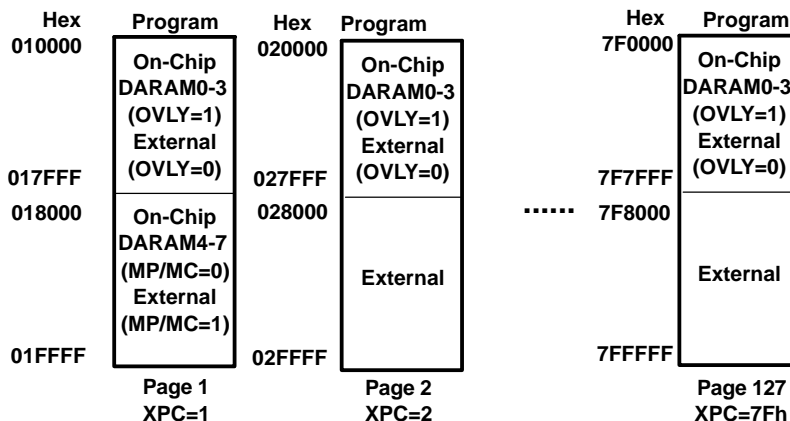 Hex Program
010000
On-Chip
DARAM0-3
(OVLY=1)
External
(OVLY=0)
017FFF
018000
On-Chip
DARAM4-7
(MP/MC=0)
External
(MP/MC=1)
01FFFF
Page 1
XPC=1
Hex Program
020000
On-Chip
DARAM0-3
(OVLY=1)
External
(OVLY=0)
027FFF
028000
External
02FFFF
Page 2
XPC=2
......
Hex Program
7F0000
On-Chip
DARAM0-3
(OVLY=1)
External
(OVLY=0)
7F7FFF
7F8000
External
7FFFFF
Page 127
XPC=7Fh